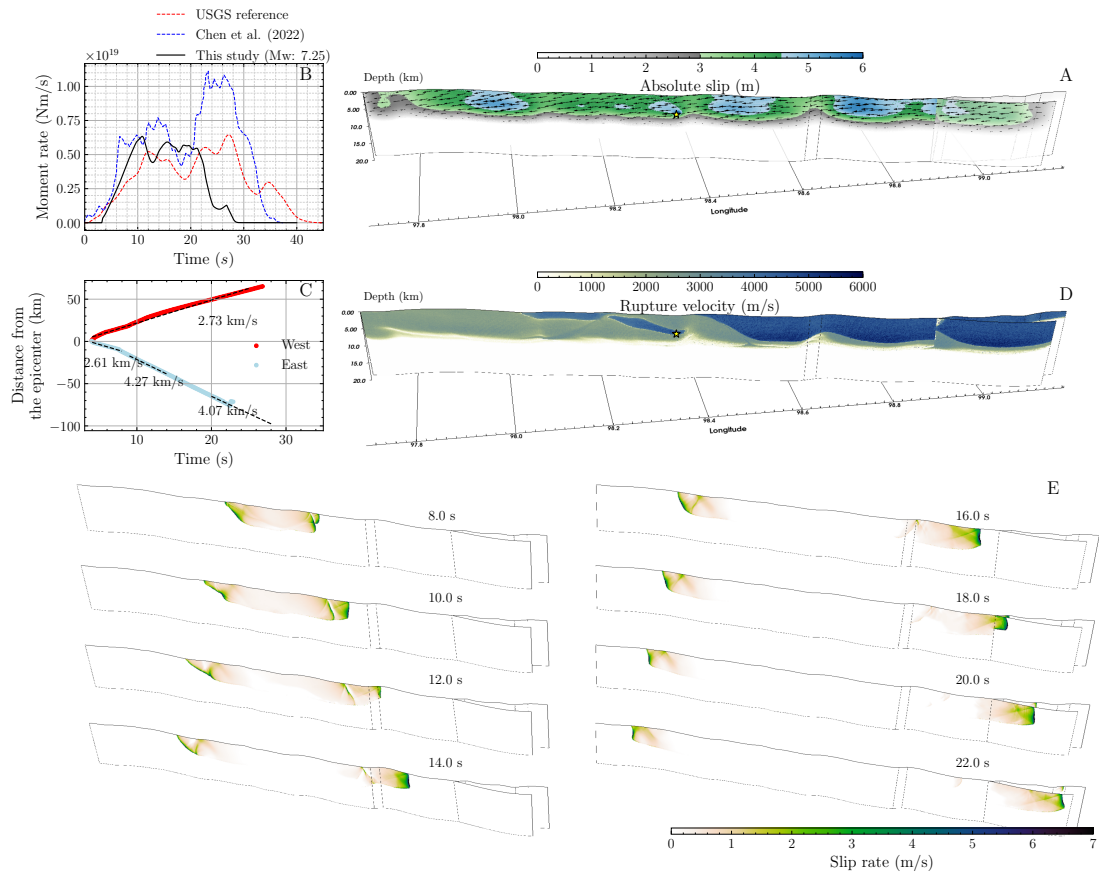 USGS reference
Chen et al. (2022)
This study (Mw: 7.25)
×10^19
B
1.00
0.75
0.50
0.25
0.00
Moment rate (Nm/s)
0 10 20 30 40
Time (s)
A
0 1 2 3 4 5 6
Absolute slip (m)
Depth (km)
0.00
5.00
10.0
15.0
20.0
97.8 98.0 98.2 98.4 98.6 98.8 99.0
Longitude
C
50
0
−50
−100
Distance from
the epicenter (km)
2.73 km/s
West
East
2.61 km/s
4.27 km/s
4.07 km/s
10 20 30
Time (s)
D
0 1000 2000 3000 4000 5000 6000
Rupture velocity (m/s)
Depth (km)
0.00
5.00
10.0
15.0
20.0
97.8 98.0 98.2 98.4 98.6 98.8 99.0
Longitude
E
8.0 s
10.0 s
12.0 s
14.0 s
16.0 s
18.0 s
20.0 s
22.0 s
0 1 2 3 4 5 6 7
Slip rate (m/s)